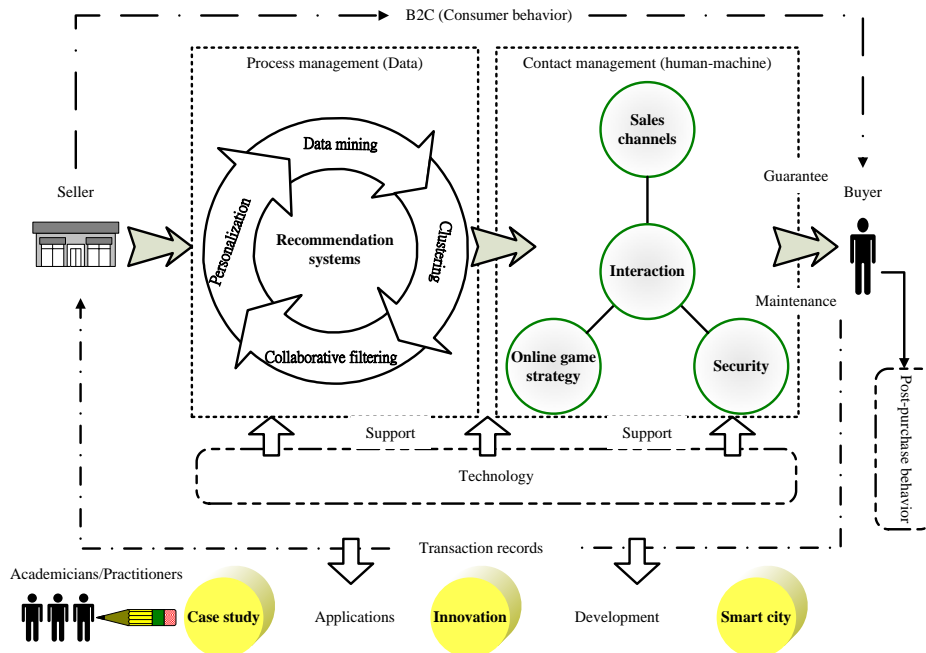 B2C (Consumer behavior)
Process management (Data)
Contact management (human-machine)
Sales
channels
Data mining
Seller
Guarantee
Buyer
Personalization
Recommendation
systems
Clustering
Interaction
Maintenance
Collaborative filtering
Online game
strategy
Security
Post-purchase behavior
Support
Support
Technology
Transaction records
Academicians/Practitioners
Case study
Applications
Innovation
Development
Smart city